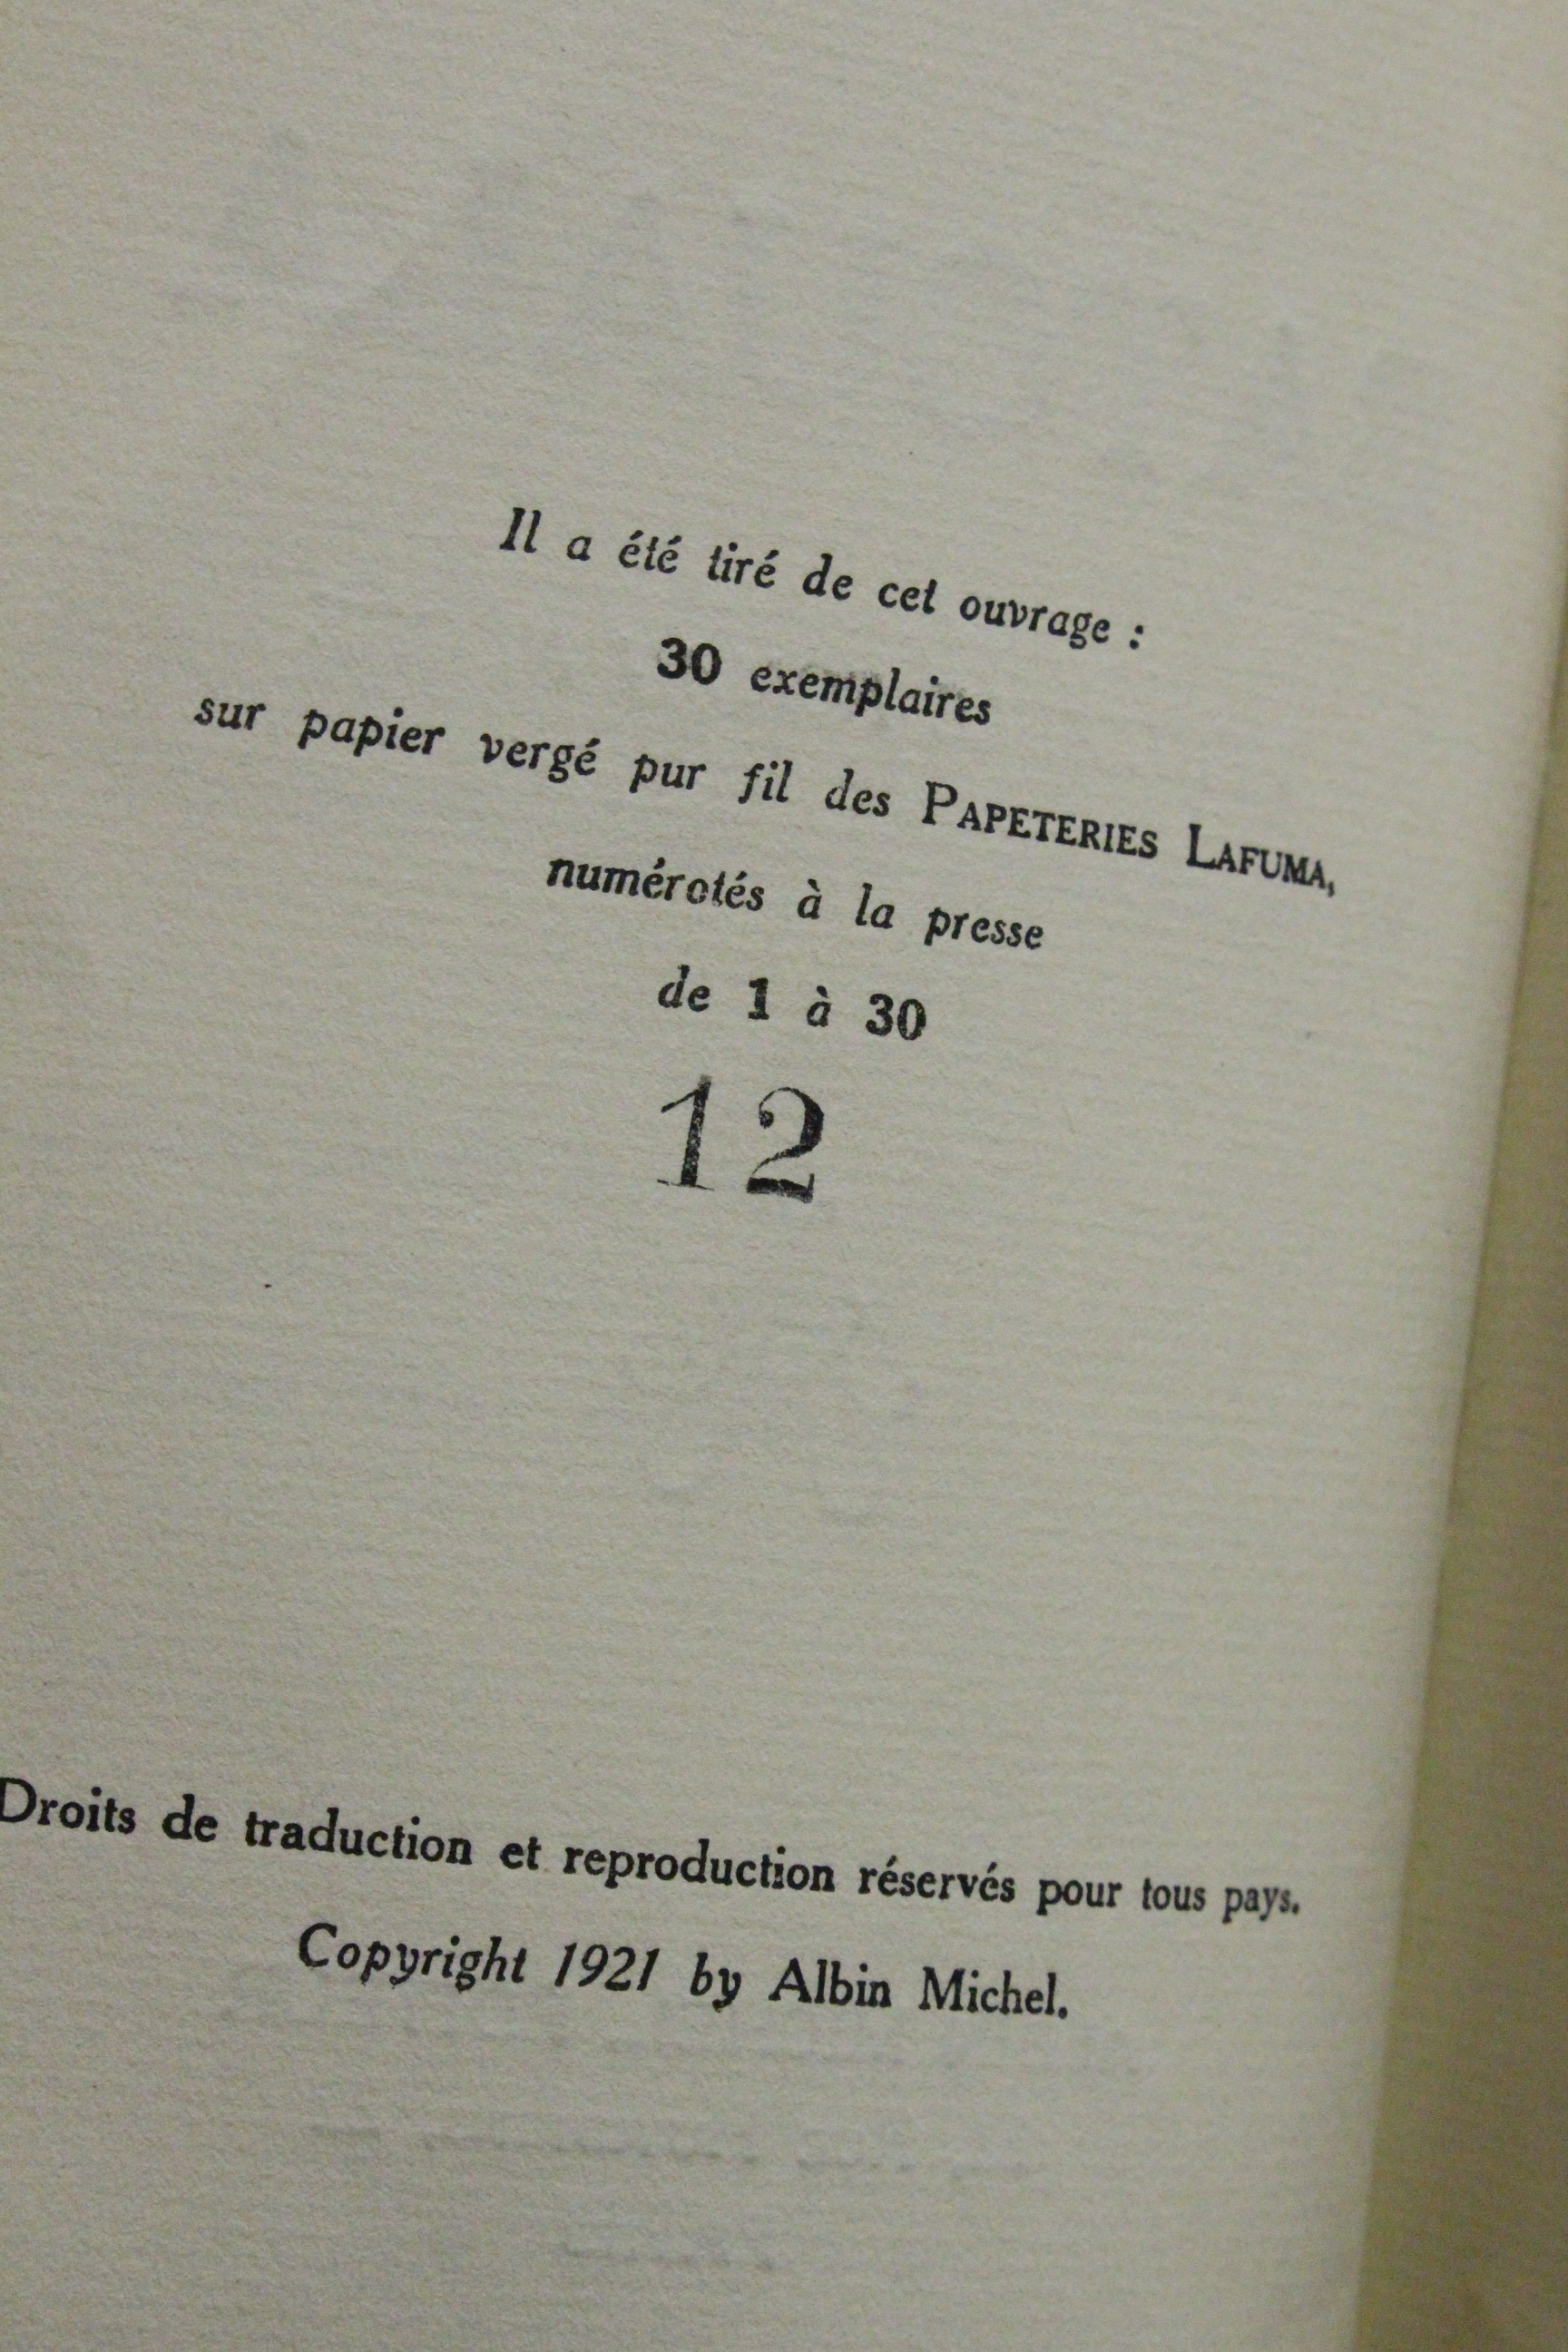 Il a été tiré de cet ouvrage :
30 exemplaires
sur papier vergé pur fil des PAPETERIES LAFUMA,
numérotés à la presse
de 1 à 30
12
Droits de traduction et reproduction réservés pour tous pays.
Copyright 1921 by Albin Michel.